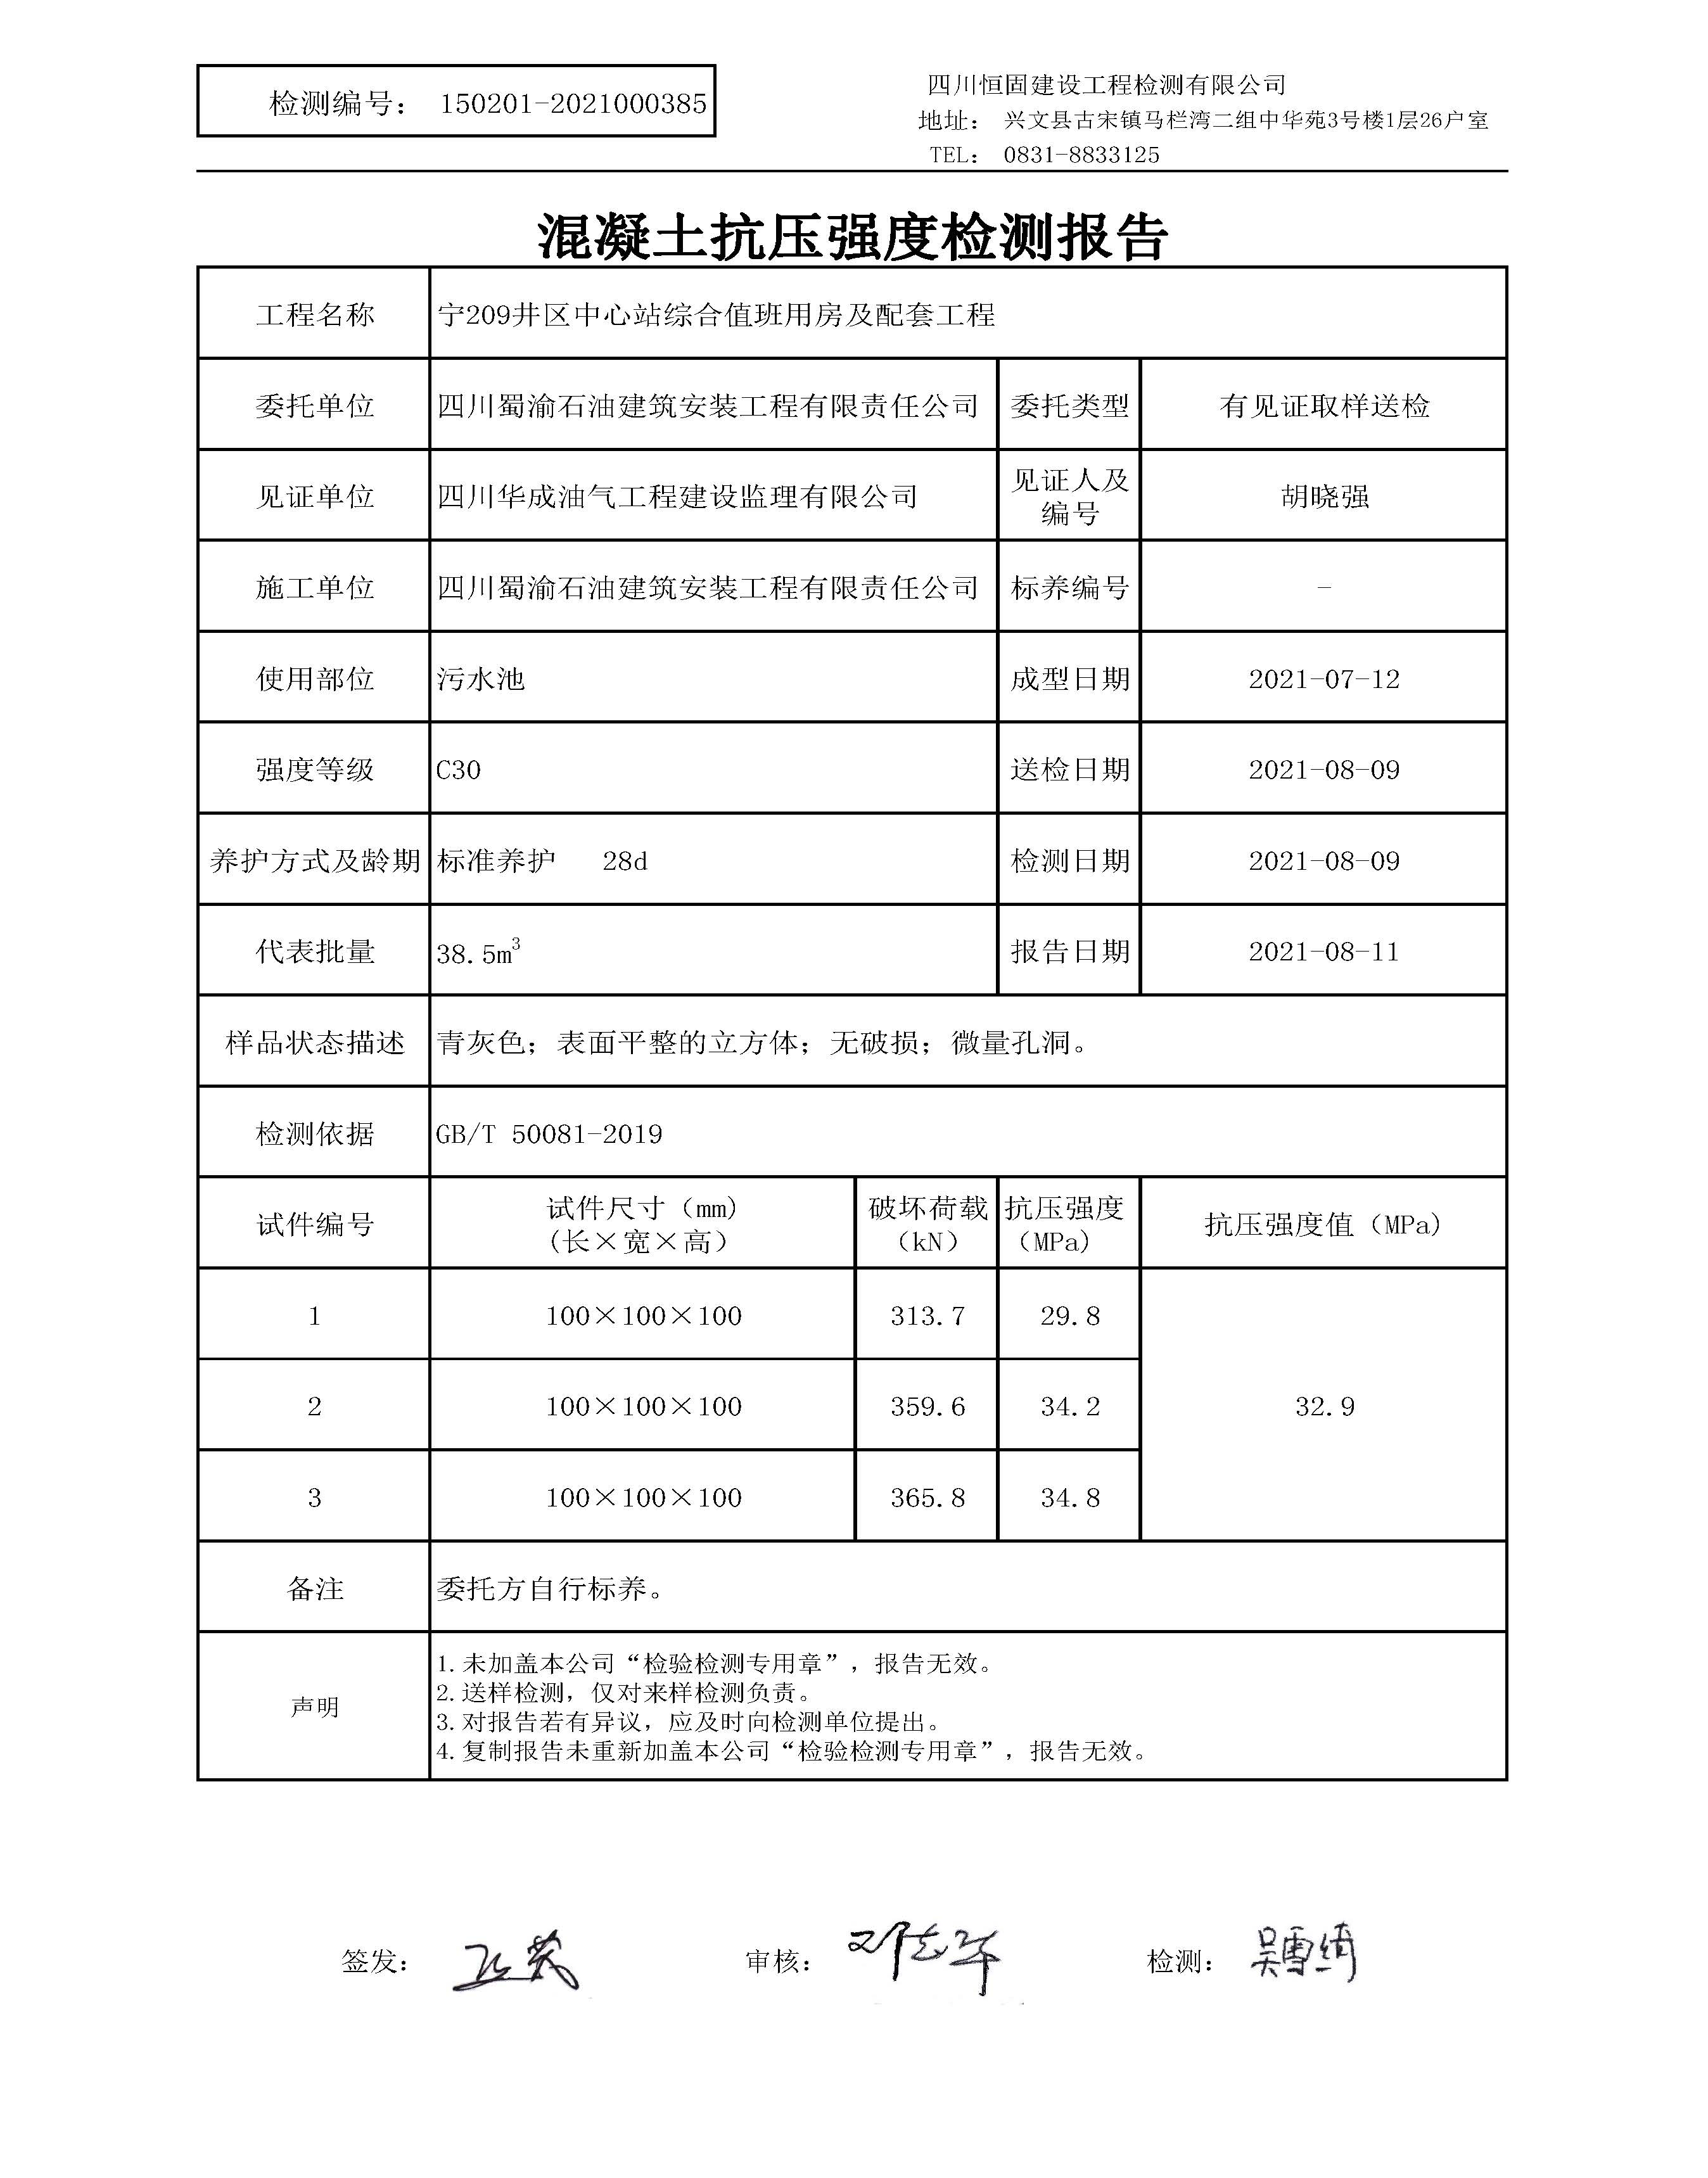 检测编号： 150201-2021000385
四川恒固建设工程检测有限公司
地址： 兴文县古宋镇马栏湾二组中华苑3号楼1层26户室
TEL： 0831-8833125
混凝土抗压强度检测报告
工程名称 宁209井区中心站综合值班用房及配套工程
委托单位 四川蜀渝石油建筑安装工程有限责任公司 委托类型 有见证取样送检
见证单位 四川华成油气工程建设监理有限公司 见证人及编号 胡晓强
施工单位 四川蜀渝石油建筑安装工程有限责任公司 标养编号 -
使用部位 污水池 成型日期 2021-07-12
强度等级 C30 送检日期 2021-08-09
养护方式及龄期 标准养护 28d 检测日期 2021-08-09
代表批量 38.5m³ 报告日期 2021-08-11
样品状态描述 青灰色；表面平整的立方体；无破损；微量孔洞。
检测依据 GB/T 50081-2019
试件编号 试件尺寸（mm）（长×宽×高） 破坏荷载（kN） 抗压强度（MPa） 抗压强度值（MPa）
1 100×100×100 313.7 29.8
2 100×100×100 359.6 34.2 32.9
3 100×100×100 365.8 34.8
备注 委托方自行标养。
声明
1.未加盖本公司“检验检测专用章”，报告无效。
2.送样检测，仅对来样检测负责。
3.对报告若有异议，应及时向检测单位提出。
4.复制报告未重新加盖本公司“检验检测专用章”，报告无效。
签发： 审核： 检测： 吴雪绮